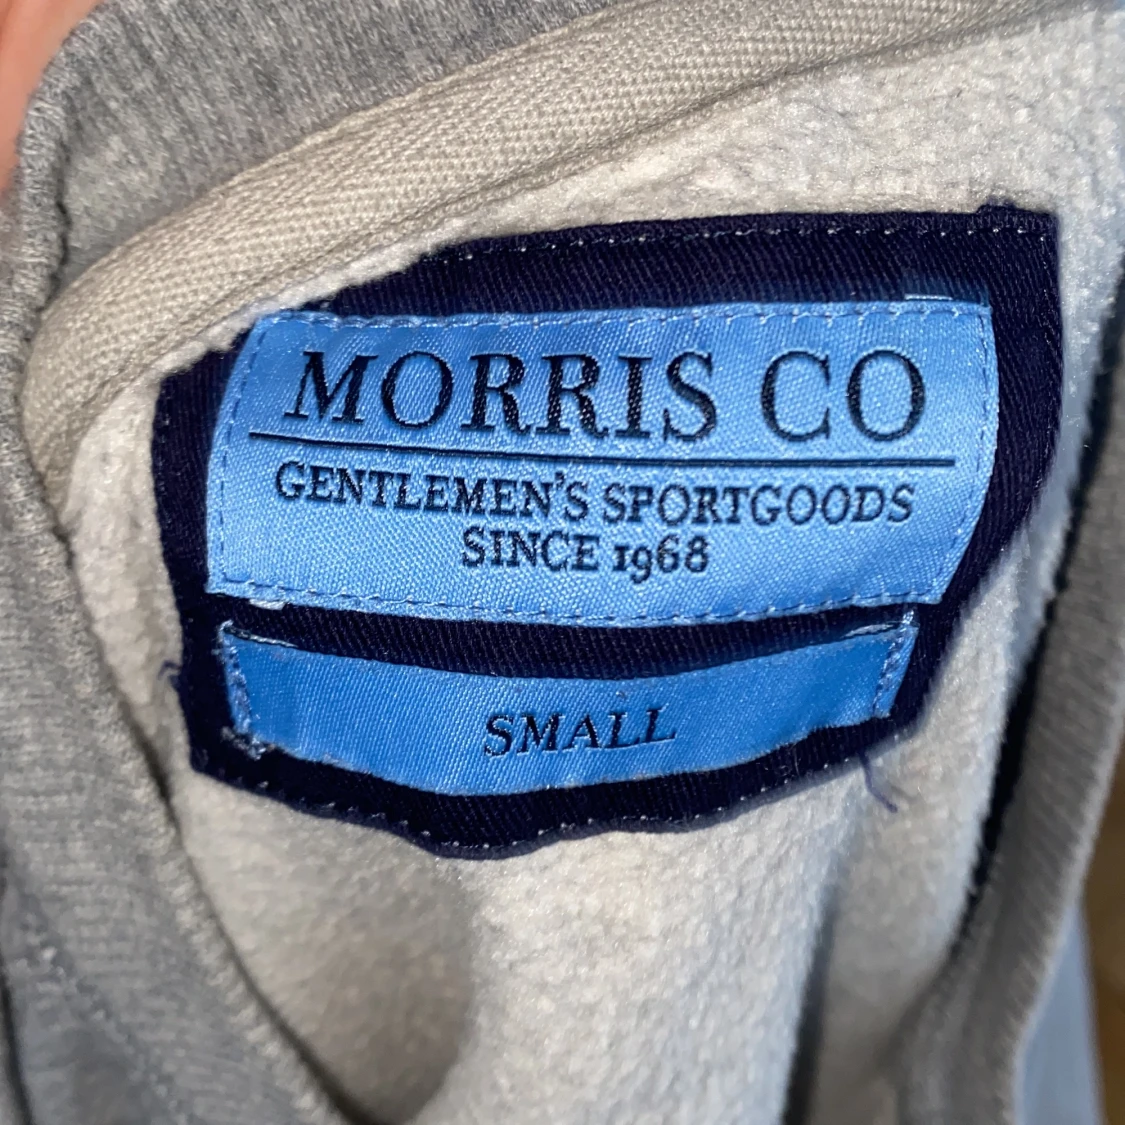 MORRIS CO
GENTLEMEN'S SPORTGOODS
SINCE 1968
SMALL